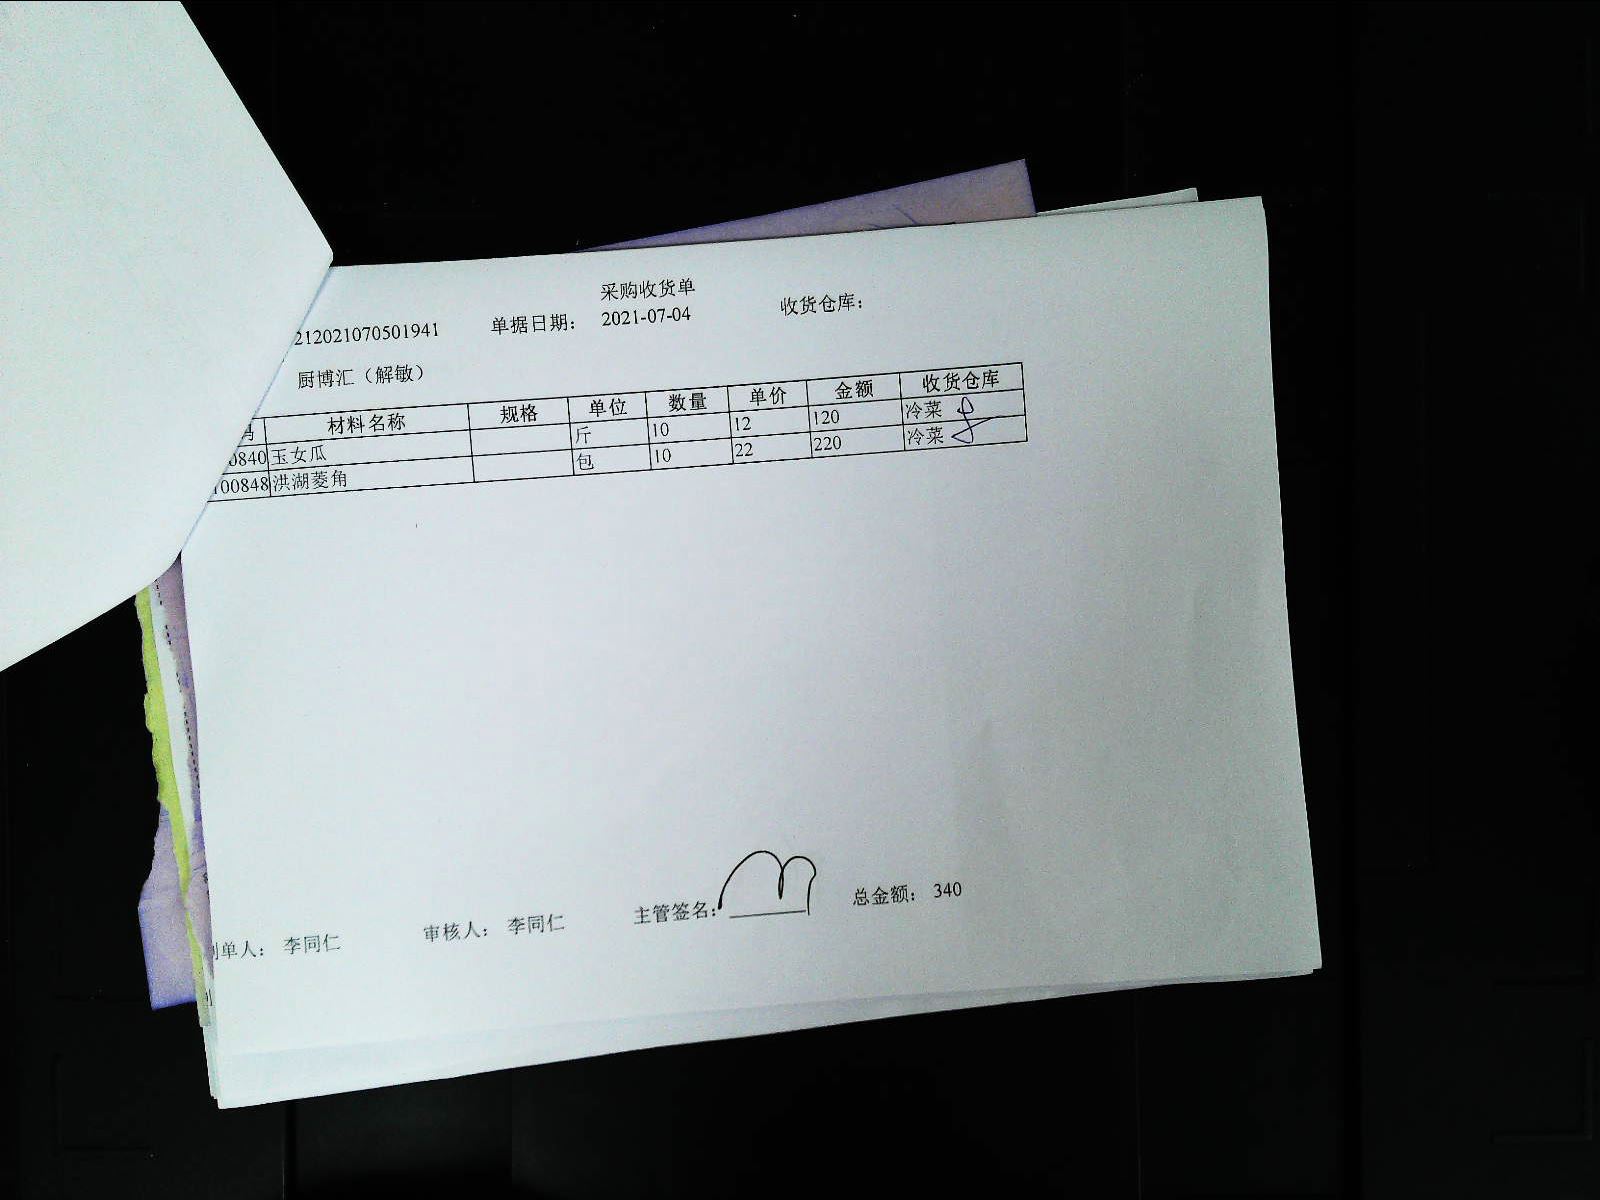 采购收货单
212021070501941 单据日期: 2021-07-04 收货仓库:
厨博汇（解敏）
码 材料名称 规格 单位 数量 单价 金额 收货仓库
0840 玉女瓜 斤 10 12 120 冷菜
100848 洪湖菱角 包 10 22 220 冷菜
制单人: 李同仁 审核人: 李同仁 主管签名: 总金额: 340